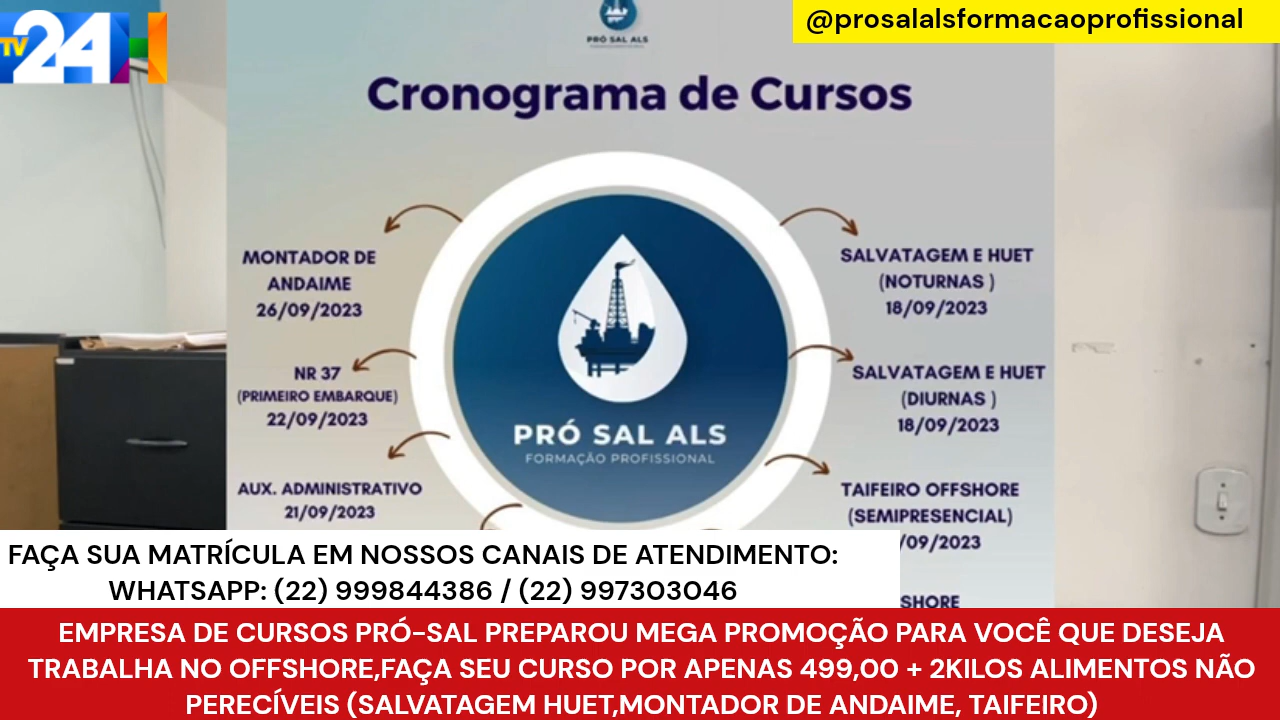 TV 24H
@prosalalsformacaoprofissional
PRÓ SAL ALS
Cronograma de Cursos
MONTADOR DE
ANDAIME
26/09/2023
NR 37
(PRIMEIRO EMBARQUE)
22/09/2023
AUX. ADMINISTRATIVO
21/09/2023
PRÓ SAL ALS
FORMAÇÃO PROFISSIONAL
SALVATAGEM E HUET
(NOTURNAS )
18/09/2023
SALVATAGEM E HUET
(DIURNAS )
18/09/2023
TAIFEIRO OFFSHORE
(SEMIPRESENCIAL)
/09/2023
SHORE
FAÇA SUA MATRÍCULA EM NOSSOS CANAIS DE ATENDIMENTO:
WHATSAPP: (22) 999844386 / (22) 997303046
EMPRESA DE CURSOS PRÓ-SAL PREPAROU MEGA PROMOÇÃO PARA VOCÊ QUE DESEJA
TRABALHA NO OFFSHORE,FAÇA SEU CURSO POR APENAS 499,00 + 2KILOS ALIMENTOS NÃO
PERECÍVEIS (SALVATAGEM HUET,MONTADOR DE ANDAIME, TAIFEIRO)